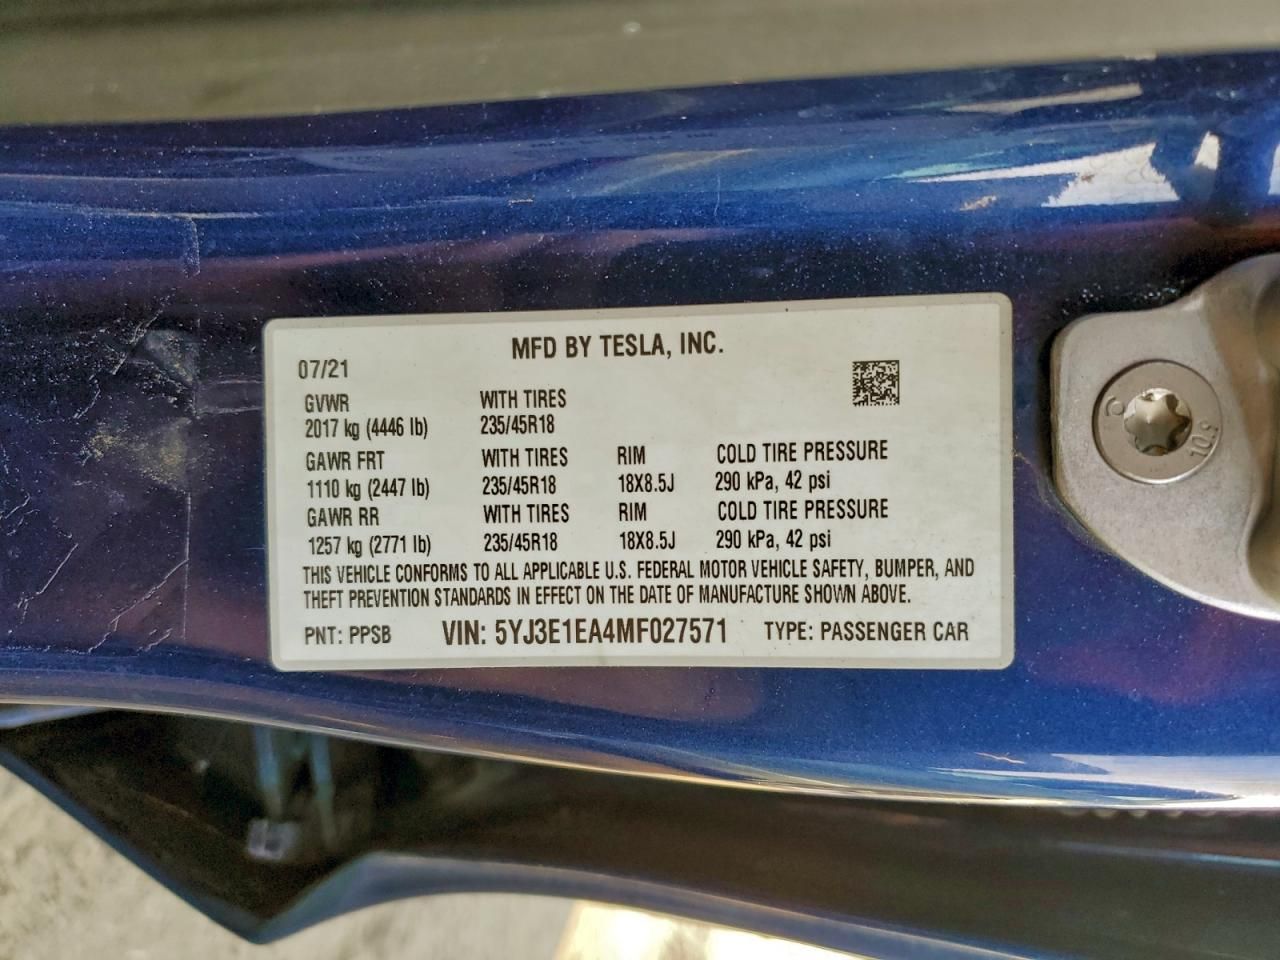 MFD BY TESLA, INC.
07/21
GVWR WITH TIRES
2017 kg (4446 lb) 235/45R18
GAWR FRT WITH TIRES RIM COLD TIRE PRESSURE
1110 kg (2447 lb) 235/45R18 18X8.5J 290 kPa, 42 psi
GAWR RR WITH TIRES RIM COLD TIRE PRESSURE
1257 kg (2771 lb) 235/45R18 18X8.5J 290 kPa, 42 psi
THIS VEHICLE CONFORMS TO ALL APPLICABLE U.S. FEDERAL MOTOR VEHICLE SAFETY, BUMPER, AND
THEFT PREVENTION STANDARDS IN EFFECT ON THE DATE OF MANUFACTURE SHOWN ABOVE.
PNT: PPSB VIN: 5YJ3E1EA4MF027571 TYPE: PASSENGER CAR
10.9